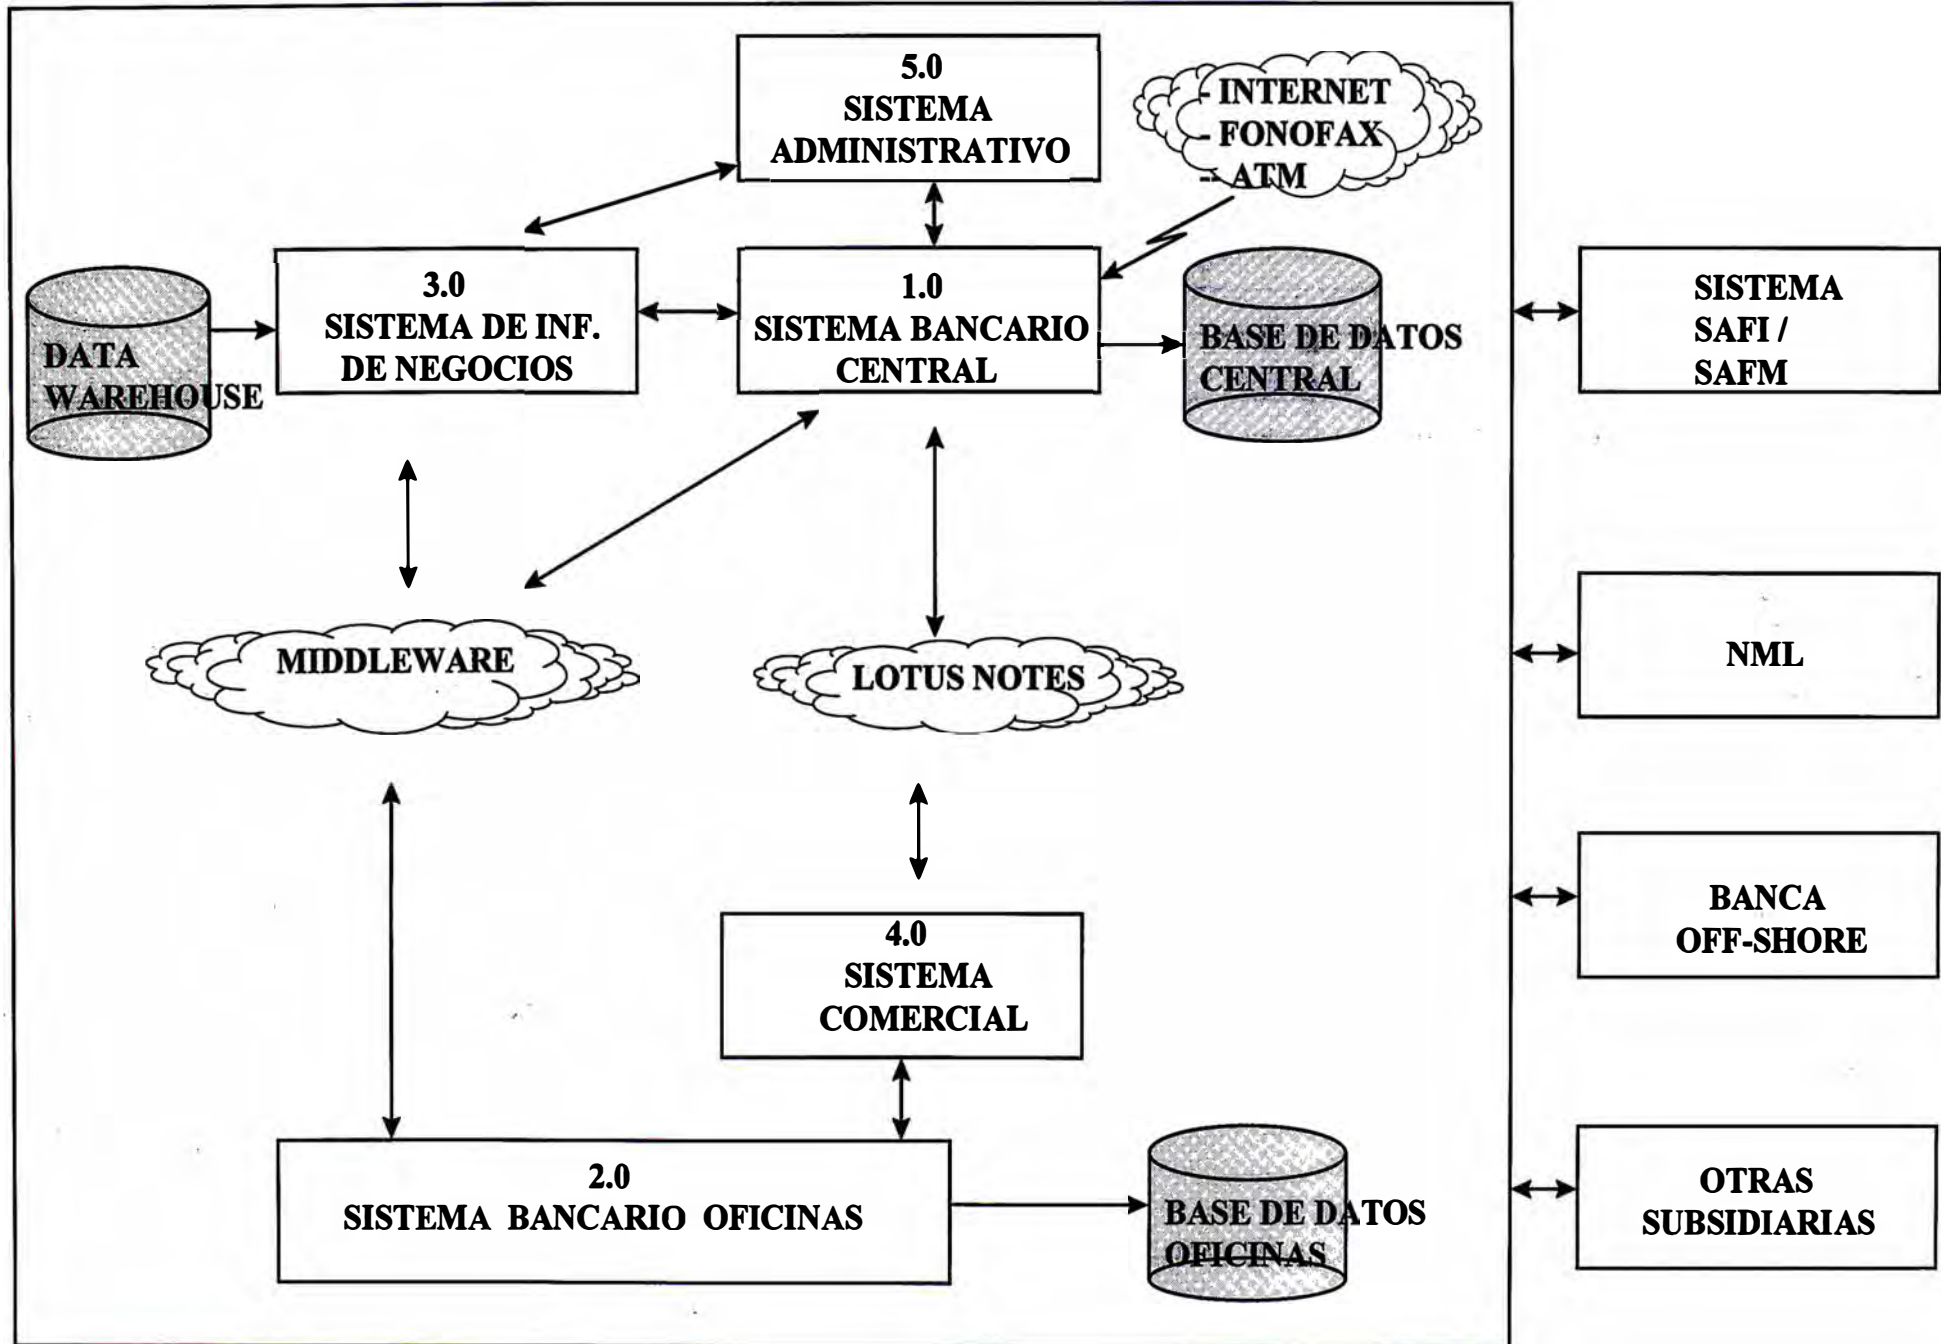 5.0
SISTEMA
ADMINISTRATIVO
- INTERNET
- FONOFAX
-- ATM
DATA
WAREHOUSE
3.0
SISTEMA DE INF.
DE NEGOCIOS
1.0
SISTEMA BANCARIO
CENTRAL
BASE DE DATOS
CENTRAL
SISTEMA
SAFI /
SAFM
MIDDLEWARE
LOTUS NOTES
NML
4.0
SISTEMA
COMERCIAL
BANCA
OFF-SHORE
2.0
SISTEMA BANCARIO OFICINAS
BASE DE DATOS
OFICINAS
OTRAS
SUBSIDIARIAS